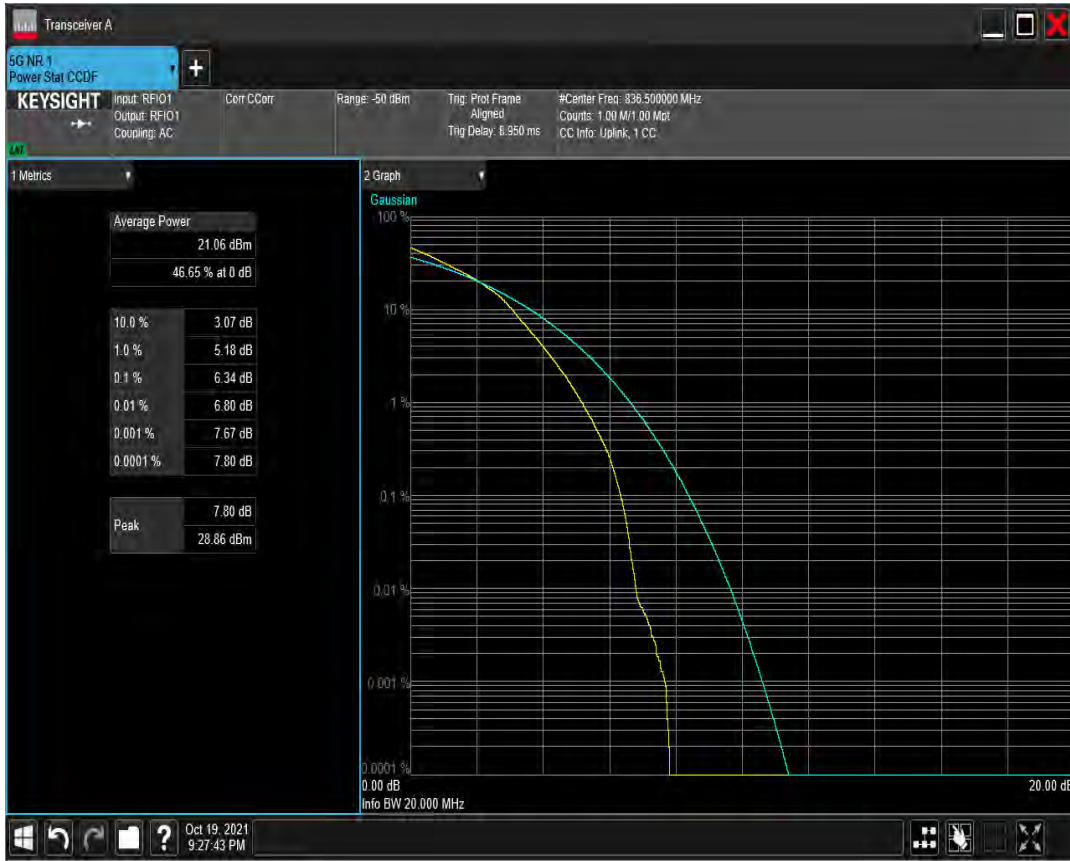 Transceiver A
5G NR 1
Power Stat CCDF
+
KEYSIGHT
Input: RFIO1
Output: RFIO1
Coupling: AC
Corr CCorr
Range: -50 dBm
Trig: Prot Frame
Aligned
Trig Delay: 8.950 ms
#Center Freq: 836.500000 MHz
Counts: 1.00 M/1.00 Mpt
CC Info: Uplink, 1 CC
1 Metrics
Average Power
21.06 dBm
46.65 % at 0 dB
10.0 % 3.07 dB
1.0 % 5.18 dB
0.1 % 6.34 dB
0.01 % 6.80 dB
0.001 % 7.67 dB
0.0001 % 7.80 dB
Peak
7.80 dB
28.86 dBm
2 Graph
Gaussian
100 %
10 %
1 %
0.1 %
0.01 %
0.001 %
0.0001 %
0.00 dB
20.00 dB
Info BW 20.000 MHz
?
Oct 19, 2021
9:27:43 PM